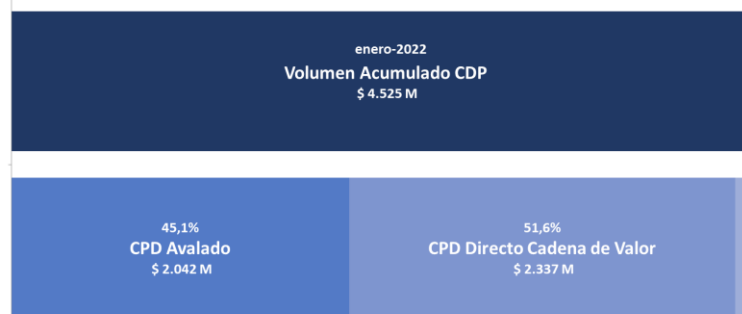 enero-2022
Volumen Acumulado CDP
$ 4.525 M
45,1%
CPD Avalado
$ 2.042 M
51,6%
CPD Directo Cadena de Valor
$ 2.337 M